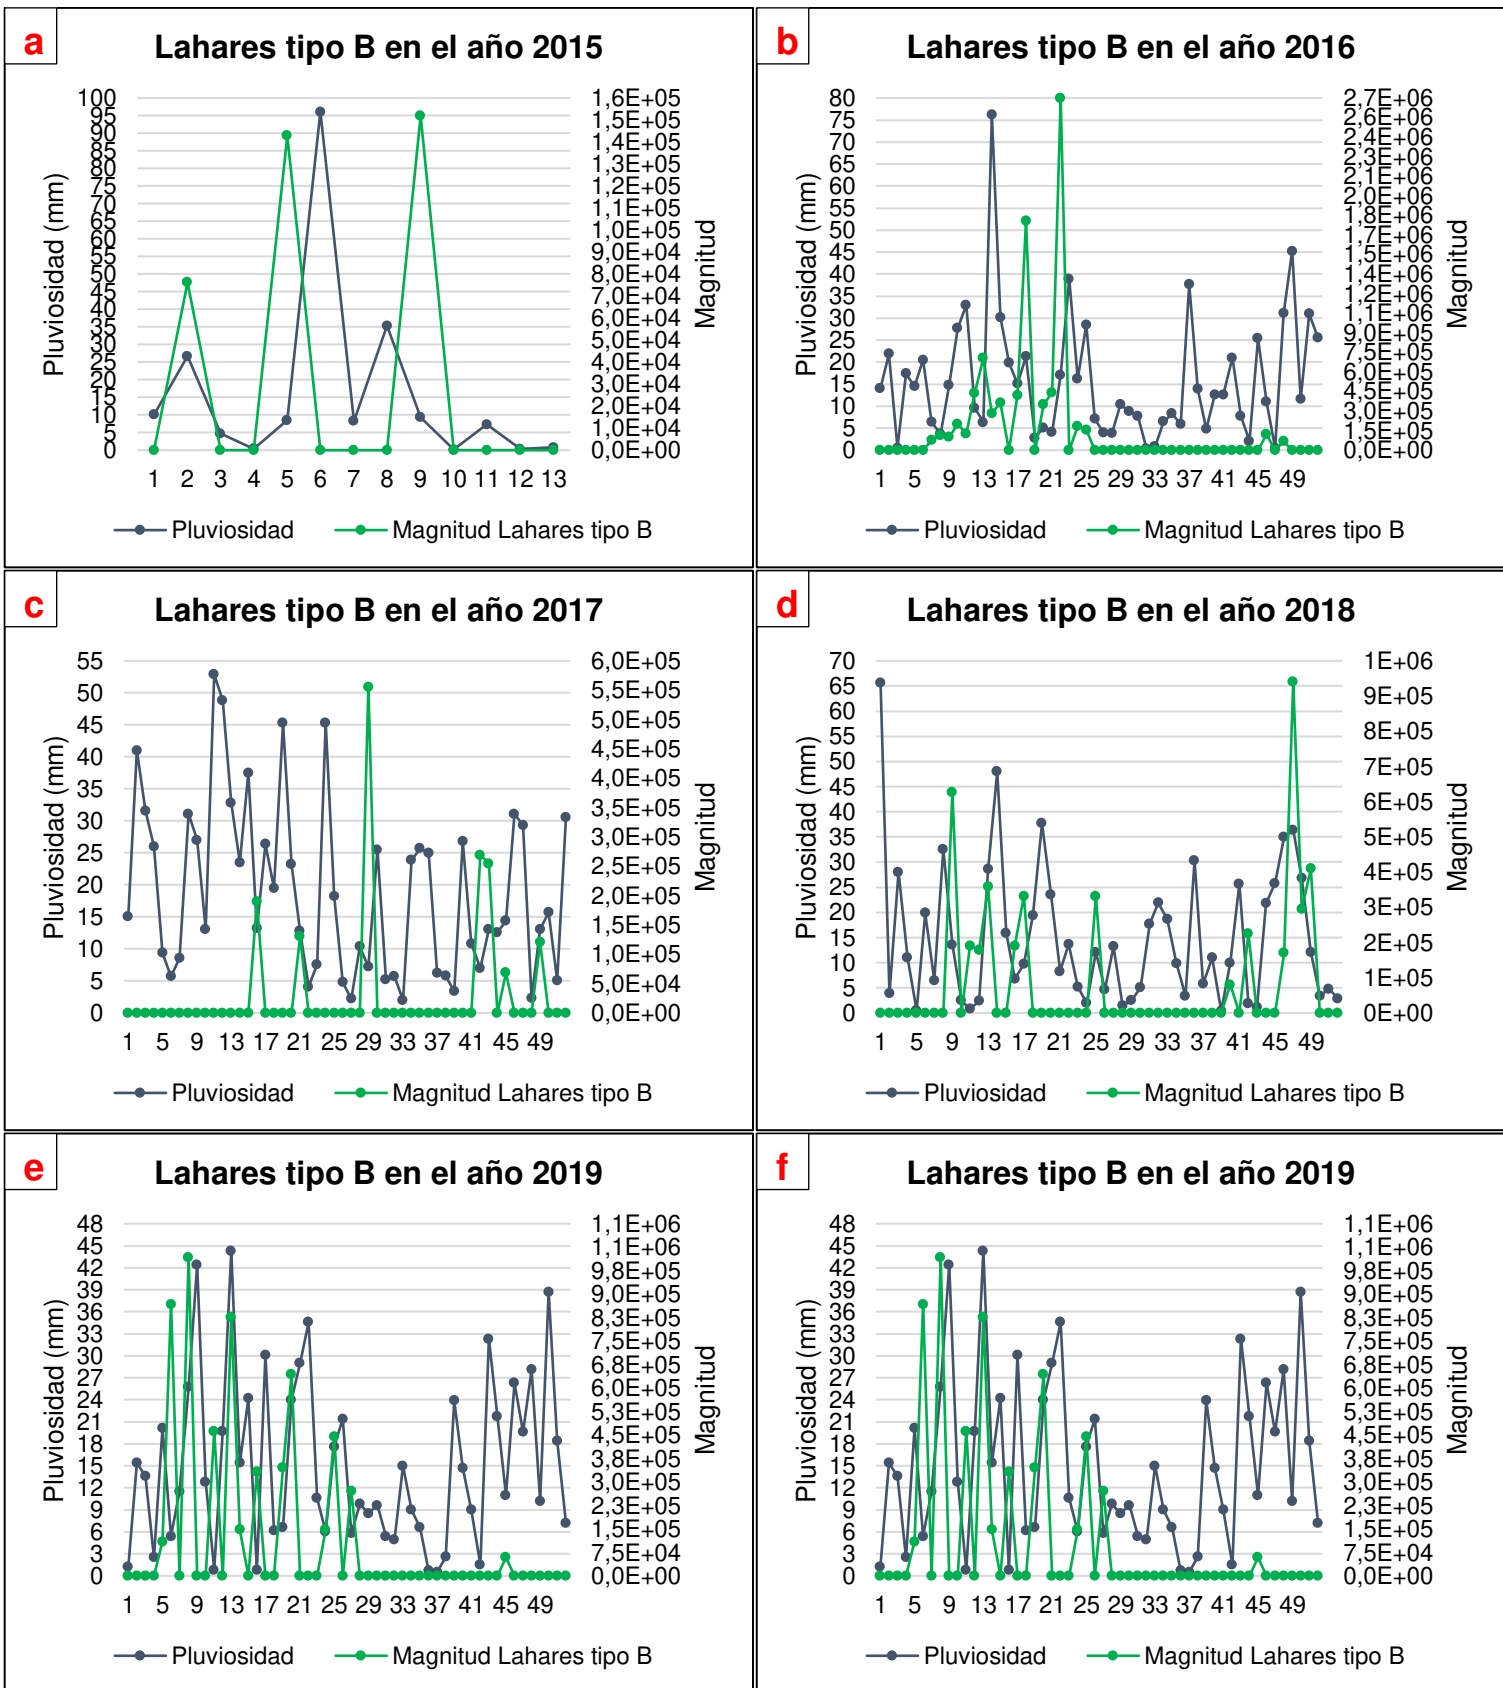 a
Lahares tipo B en el año 2015
100
95
90
85
80
75
70
65
60
55
50
45
40
35
30
25
20
15
10
5
0
Pluviosidad (mm)
1,6E+05
1,5E+05
1,4E+05
1,3E+05
1,2E+05
1,1E+05
1,0E+05
9,0E+04
8,0E+04
7,0E+04
6,0E+04
5,0E+04
4,0E+04
3,0E+04
2,0E+04
1,0E+04
0,0E+00
Magnitud
1 2 3 4 5 6 7 8 9 10 11 12 13
Pluviosidad Magnitud Lahares tipo B
b
Lahares tipo B en el año 2016
80
75
70
65
60
55
50
45
40
35
30
25
20
15
10
5
0
Pluviosidad (mm)
2,7E+06
2,6E+06
2,4E+06
2,3E+06
2,1E+06
2,0E+06
1,8E+06
1,7E+06
1,5E+06
1,4E+06
1,2E+06
1,1E+06
9,0E+05
7,5E+05
6,0E+05
4,5E+05
3,0E+05
1,5E+05
0,0E+00
Magnitud
1 5 9 13 17 21 25 29 33 37 41 45 49
Pluviosidad Magnitud Lahares tipo B
c
Lahares tipo B en el año 2017
55
50
45
40
35
30
25
20
15
10
5
0
Pluviosidad (mm)
6,0E+05
5,5E+05
5,0E+05
4,5E+05
4,0E+05
3,5E+05
3,0E+05
2,5E+05
2,0E+05
1,5E+05
1,0E+05
5,0E+04
0,0E+00
Magnitud
1 5 9 13 17 21 25 29 33 37 41 45 49
Pluviosidad Magnitud Lahares tipo B
d
Lahares tipo B en el año 2018
70
65
60
55
50
45
40
35
30
25
20
15
10
5
0
Pluviosidad (mm)
1E+06
9E+05
8E+05
7E+05
6E+05
5E+05
4E+05
3E+05
2E+05
1E+05
0E+00
Magnitud
1 5 9 13 17 21 25 29 33 37 41 45 49
Pluviosidad Magnitud Lahares tipo B
e
Lahares tipo B en el año 2019
48
45
42
39
36
33
30
27
24
21
18
15
12
9
6
3
0
Pluviosidad (mm)
1,1E+06
1,1E+06
9,8E+05
9,0E+05
8,3E+05
7,5E+05
6,8E+05
6,0E+05
5,3E+05
4,5E+05
3,8E+05
3,0E+05
2,3E+05
1,5E+05
7,5E+04
0,0E+00
Magnitud
1 5 9 13 17 21 25 29 33 37 41 45 49
Pluviosidad Magnitud Lahares tipo B
f
Lahares tipo B en el año 2019
48
45
42
39
36
33
30
27
24
21
18
15
12
9
6
3
0
Pluviosidad (mm)
1,1E+06
1,1E+06
9,8E+05
9,0E+05
8,3E+05
7,5E+05
6,8E+05
6,0E+05
5,3E+05
4,5E+05
3,8E+05
3,0E+05
2,3E+05
1,5E+05
7,5E+04
0,0E+00
Magnitud
1 5 9 13 17 21 25 29 33 37 41 45 49
Pluviosidad Magnitud Lahares tipo B